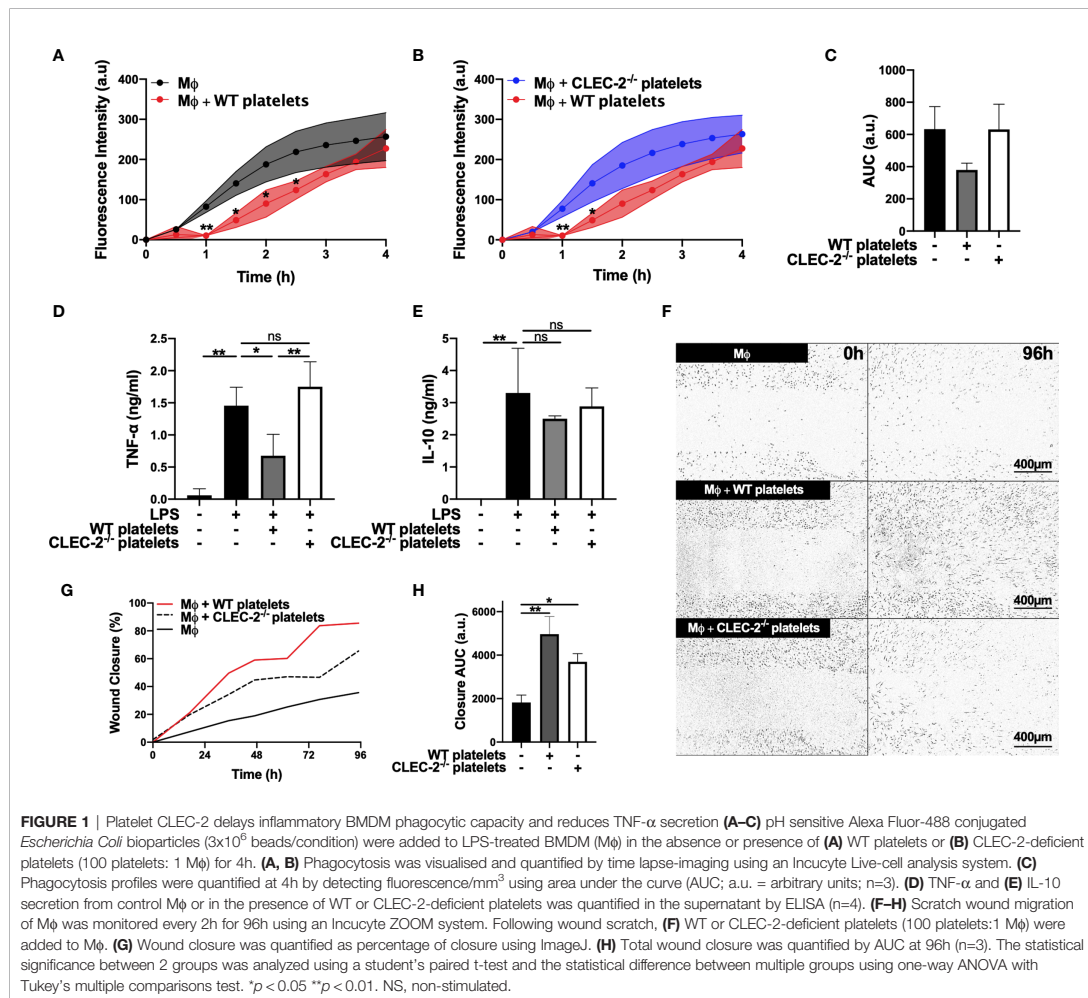 A
Mϕ
Mϕ + WT platelets
Fluorescence Intensity (a.u)
400
300
200
100
0
**
*
*
*
0
1
2
3
4
Time (h)
B
Mϕ + CLEC-2-/- platelets
Mϕ + WT platelets
Fluorescence Intensity (a.u)
400
300
200
100
0
**
*
0
1
2
3
4
Time (h)
C
AUC (a.u.)
1000
800
600
400
200
0
WT platelets - + -
CLEC-2-/- platelets - - +
D
TNF-α (ng/ml)
2.5
2.0
1.5
1.0
0.5
0.0
ns
** * **
LPS - + + +
WT platelets - - + -
CLEC-2-/- platelets - - - +
E
IL-10 (ng/ml)
5
4
3
2
1
0
ns
** ns
LPS - + + +
WT platelets - - + -
CLEC-2-/- platelets - - - +
F
Mϕ 0h 96h
400µm
Mϕ + WT platelets
400µm
Mϕ + CLEC-2-/- platelets
400µm
G
Mϕ + WT platelets
Mϕ + CLEC-2-/- platelets
Mϕ
Wound Closure (%)
100
80
60
40
20
0
0
24
48
72
96
Time (h)
H
Closure AUC (a.u.)
6000
4000
2000
0
*
**
WT platelets - + -
CLEC-2-/- platelets - - +
FIGURE 1 | Platelet CLEC-2 delays inflammatory BMDM phagocytic capacity and reduces TNF-α secretion (A–C) pH sensitive Alexa Fluor-488 conjugated
Escherichia Coli bioparticles (3x10⁶ beads/condition) were added to LPS-treated BMDM (Mϕ) in the absence or presence of (A) WT platelets or (B) CLEC-2-deficient
platelets (100 platelets: 1 Mϕ) for 4h. (A, B) Phagocytosis was visualised and quantified by time lapse-imaging using an Incucyte Live-cell analysis system. (C)
Phagocytosis profiles were quantified at 4h by detecting fluorescence/mm³ using area under the curve (AUC; a.u. = arbitrary units; n=3). (D) TNF-α and (E) IL-10
secretion from control Mϕ or in the presence of WT or CLEC-2-deficient platelets was quantified in the supernatant by ELISA (n=4). (F–H) Scratch wound migration
of Mϕ was monitored every 2h for 96h using an Incucyte ZOOM system. Following wound scratch, (F) WT or CLEC-2-deficient platelets (100 platelets:1 Mϕ) were
added to Mϕ. (G) Wound closure was quantified as percentage of closure using ImageJ. (H) Total wound closure was quantified by AUC at 96h (n=3). The statistical
significance between 2 groups was analyzed using a student's paired t-test and the statistical difference between multiple groups using one-way ANOVA with
Tukey's multiple comparisons test. *p < 0.05 **p < 0.01. NS, non-stimulated.